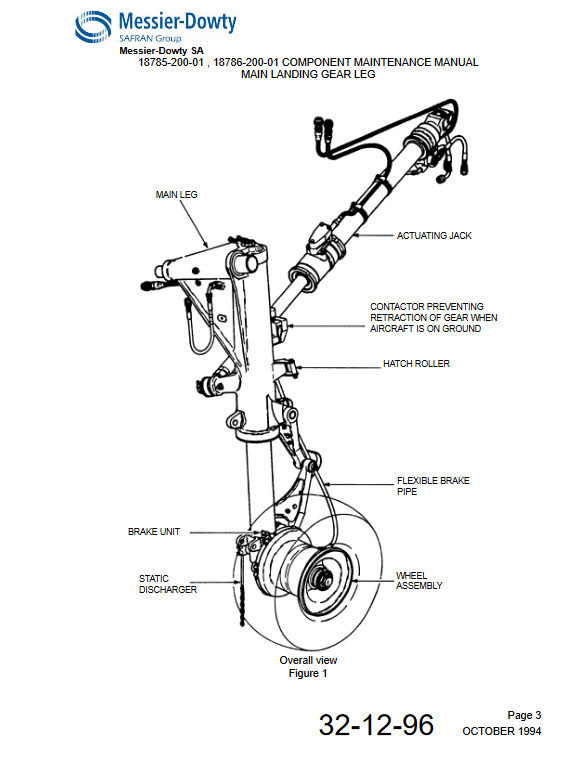 Messier-Dowty
SAFRAN Group
Messier-Dowty SA
18785-200-01 , 18786-200-01 COMPONENT MAINTENANCE MANUAL
MAIN LANDING GEAR LEG
MAIN LEG
ACTUATING JACK
CONTACTOR PREVENTING
RETRACTION OF GEAR WHEN
AIRCRAFT IS ON GROUND
HATCH ROLLER
FLEXIBLE BRAKE
PIPE
BRAKE UNIT
STATIC
DISCHARGER
WHEEL
ASSEMBLY
Overall view
Figure 1
32-12-96
Page 3
OCTOBER 1994